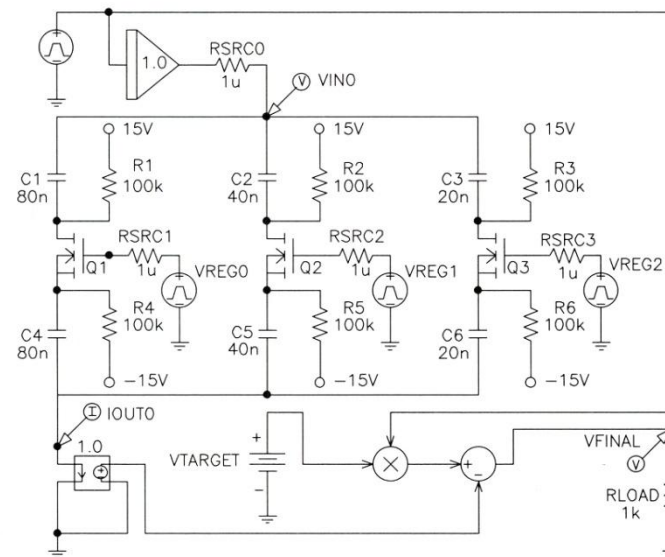 1.0
RSRC0
1u
V VIN0
15V
15V
15V
C1
80n
R1
100k
C2
40n
R2
100k
C3
20n
R3
100k
RSRC1
1u
Q1
VREG0
RSRC2
1u
Q2
VREG1
RSRC3
1u
Q3
VREG2
C4
80n
R4
100k
C5
40n
R5
100k
C6
20n
R6
100k
-15V
-15V
-15V
I IOUT0
1.0
VTARGET
+
-
+
-
VFINAL
V
RLOAD
1k